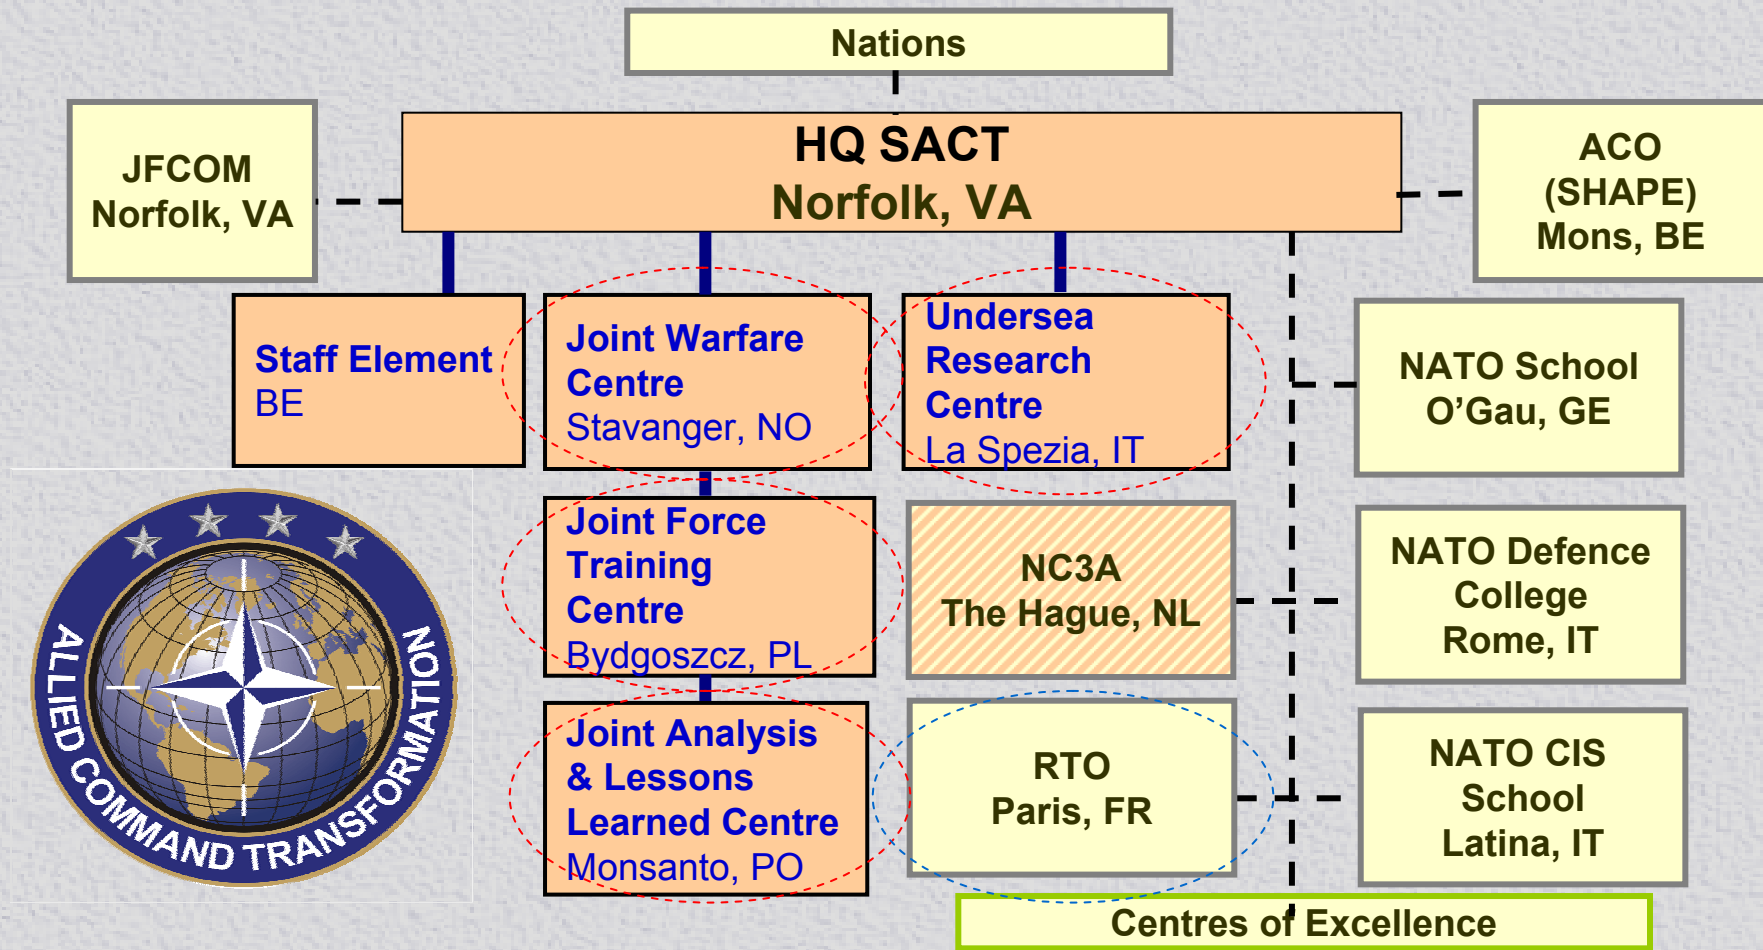 Nations
HQ SACT
Norfolk, VA
JFCOM
Norfolk, VA
ACO
(SHAPE)
Mons, BE
Staff Element
BE
Joint Warfare
Centre
Stavanger, NO
Undersea
Research
Centre
La Spezia, IT
NATO School
O'Gau, GE
Joint Force
Training
Centre
Bydgoszcz, PL
NC3A
The Hague, NL
NATO Defence
College
Rome, IT
Joint Analysis
& Lessons
Learned Centre
Monsanto, PO
RTO
Paris, FR
NATO CIS
School
Latina, IT
Centres of Excellence
ALLIED COMMAND TRANSFORMATION